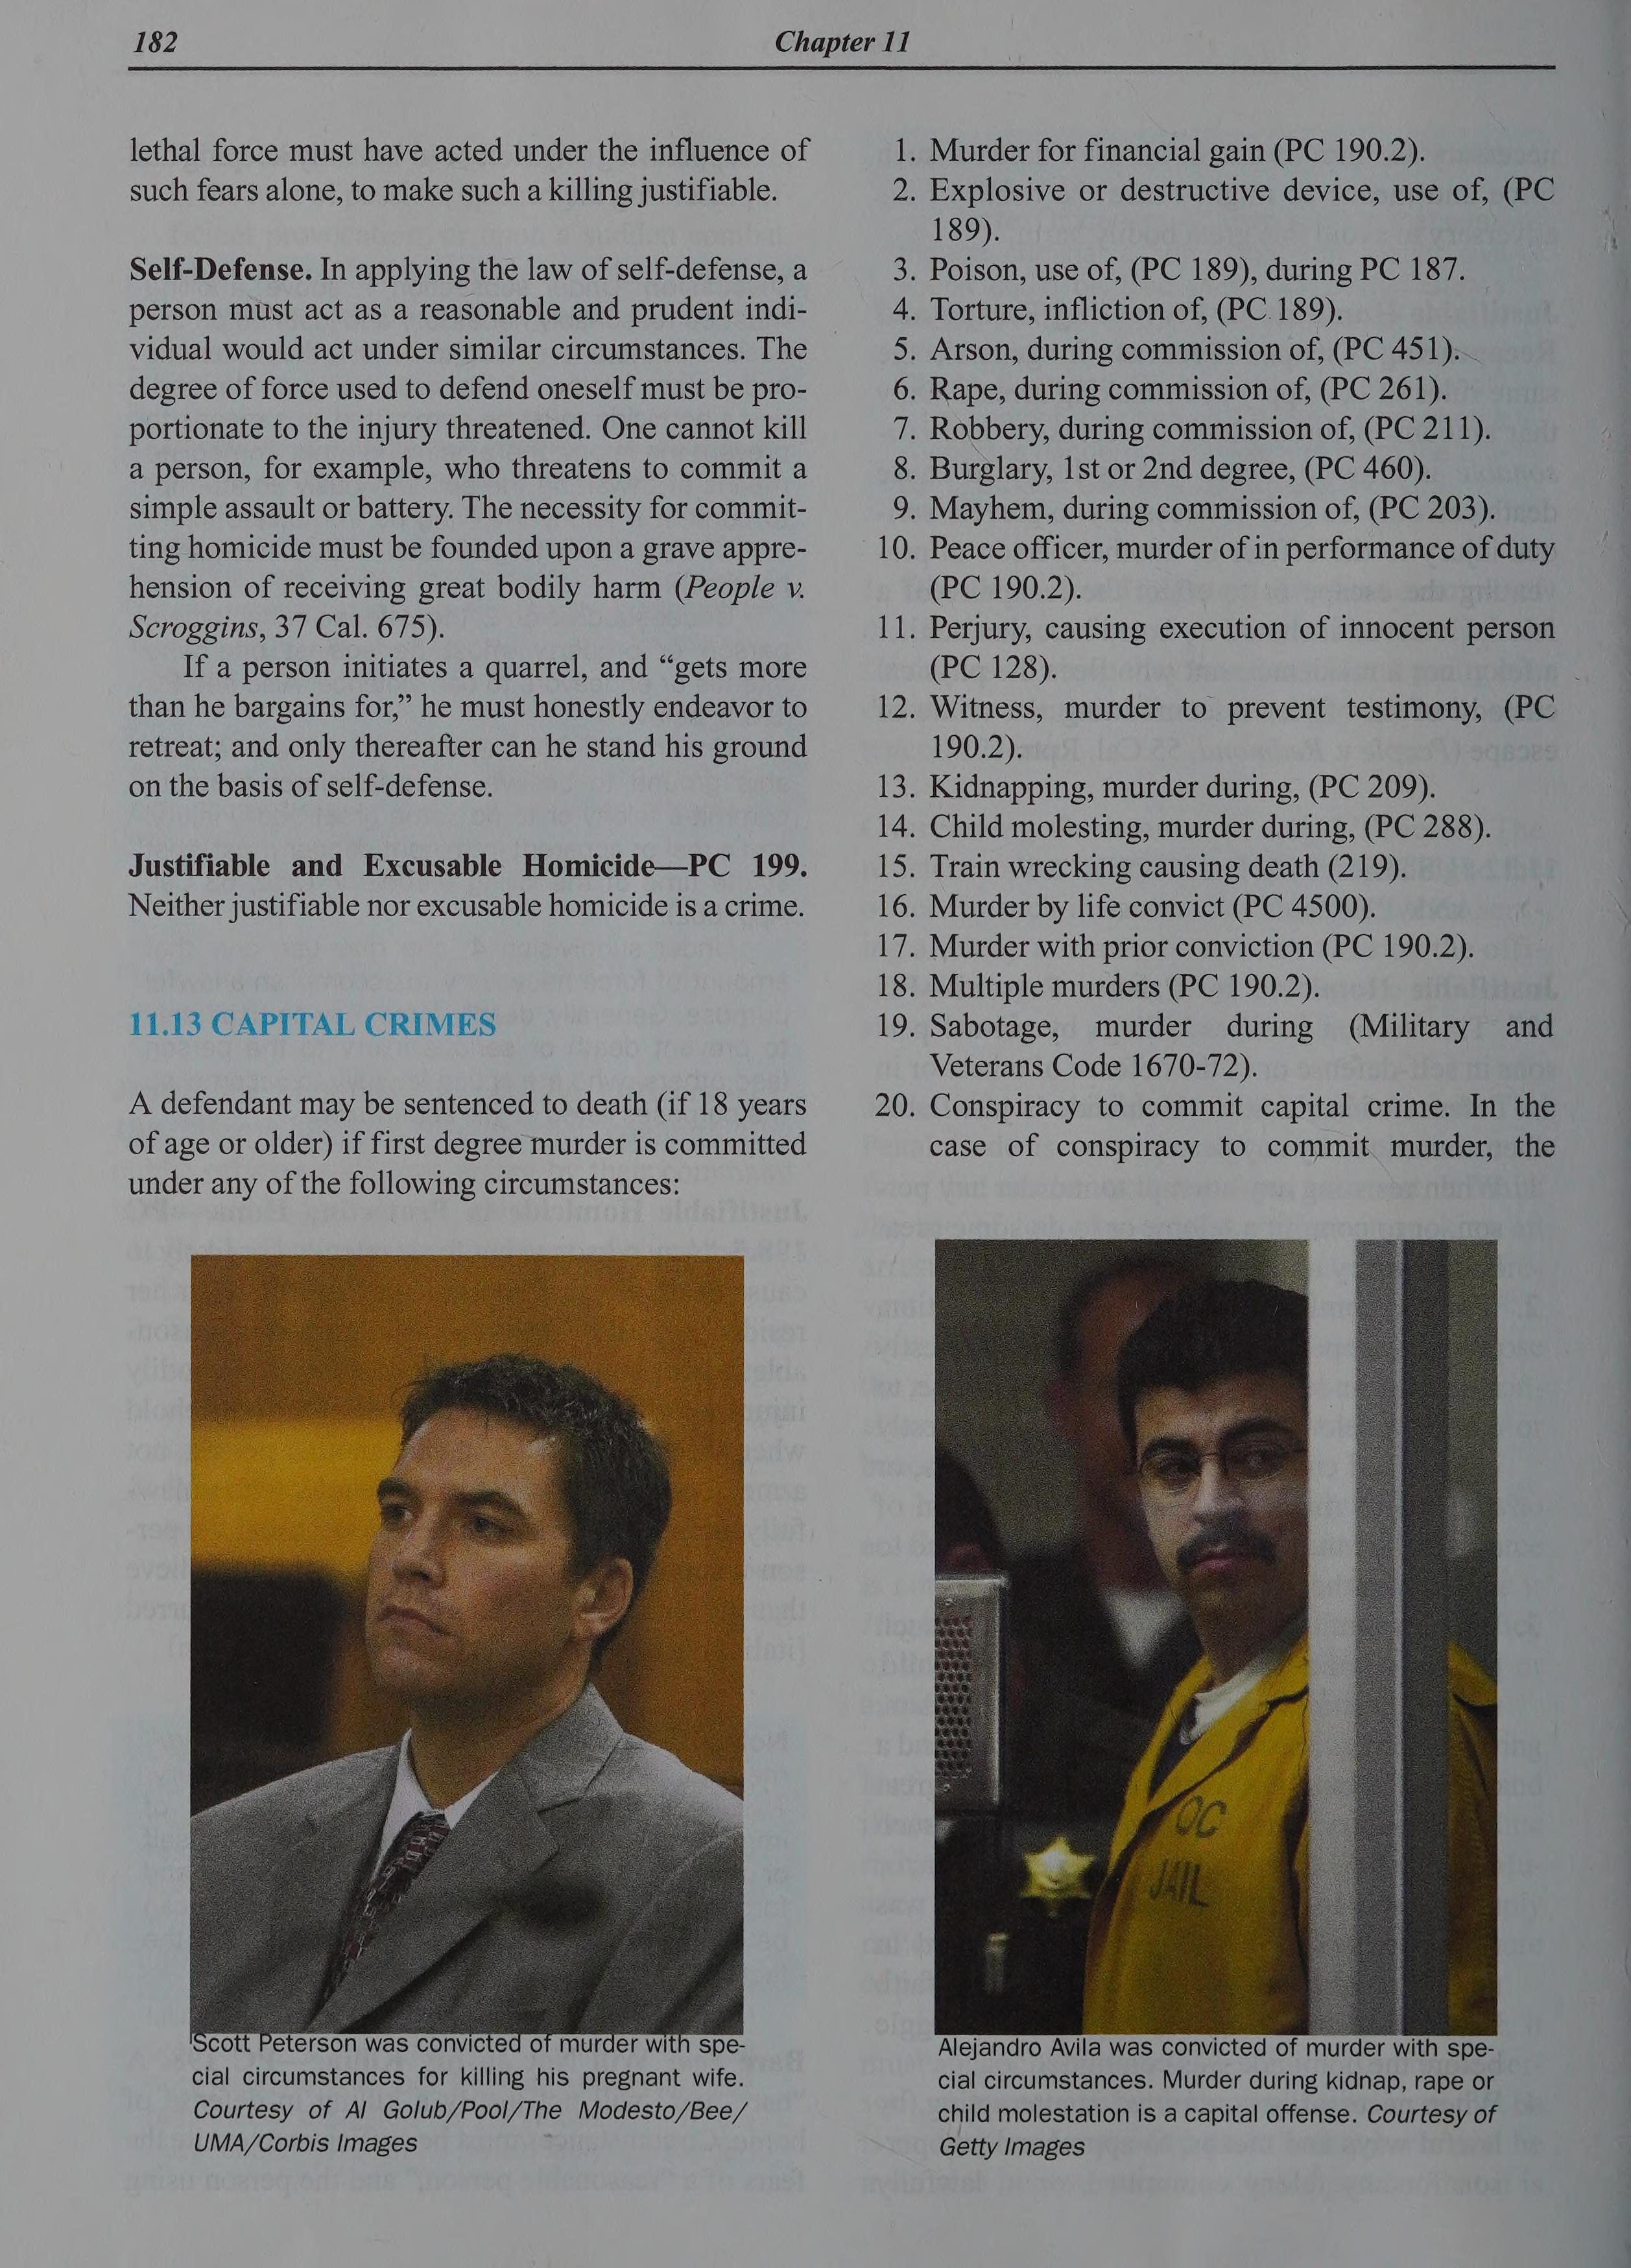 182
Chapter 11
lethal force must have acted under the influence of
such fears alone, to make such a killing justifiable.
Self-Defense. In applying the law of self-defense, a
person must act as a reasonable and prudent indi-
vidual would act under similar circumstances. The
degree of force used to defend oneself must be pro-
portionate to the injury threatened. One cannot kill
a person, for example, who threatens to commit a
simple assault or battery. The necessity for commit-
ting homicide must be founded upon a grave appre-
hension of receiving great bodily harm (People v.
Scroggins, 37 Cal. 675).
If a person initiates a quarrel, and “gets more
than he bargains for,” he must honestly endeavor to
retreat; and only thereafter can he stand his ground
on the basis of self-defense.
Justifiable and Excusable Homicide—PC 199.
Neither justifiable nor excusable homicide is a crime.
11.13 CAPITAL CRIMES
A defendant may be sentenced to death (if 18 years
of age or older) if first degree murder is committed
under any of the following circumstances:
1. Murder for financial gain (PC 190.2).
2. Explosive or destructive device, use of, (PC
189).
3. Poison, use of, (PC 189), during PC 187.
4. Torture, infliction of, (PC 189).
5. Arson, during commission of, (PC 451).
6. Rape, during commission of, (PC 261).
7. Robbery, during commission of, (PC 211).
8. Burglary, 1st or 2nd degree, (PC 460).
9. Mayhem, during commission of, (PC 203).
10. Peace officer, murder of in performance of duty
(PC 190.2).
11. Perjury, causing execution of innocent person
(PC 128).
12. Witness, murder to prevent testimony, (PC
190.2).
13. Kidnapping, murder during, (PC 209).
14. Child molesting, murder during, (PC 288).
15. Train wrecking causing death (219).
16. Murder by life convict (PC 4500).
17. Murder with prior conviction (PC 190.2).
18. Multiple murders (PC 190.2).
19. Sabotage, murder during (Military and
Veterans Code 1670-72).
20. Conspiracy to commit capital crime. In the
case of conspiracy to commit murder, the
Scott Peterson was convicted of murder with spe-
cial circumstances for killing his pregnant wife.
Courtesy of Al Golub/Pool/The Modesto/Bee/
UMA/Corbis Images
OC
JAIL
Alejandro Avila was convicted of murder with spe-
cial circumstances. Murder during kidnap, rape or
child molestation is a capital offense. Courtesy of
Getty Images